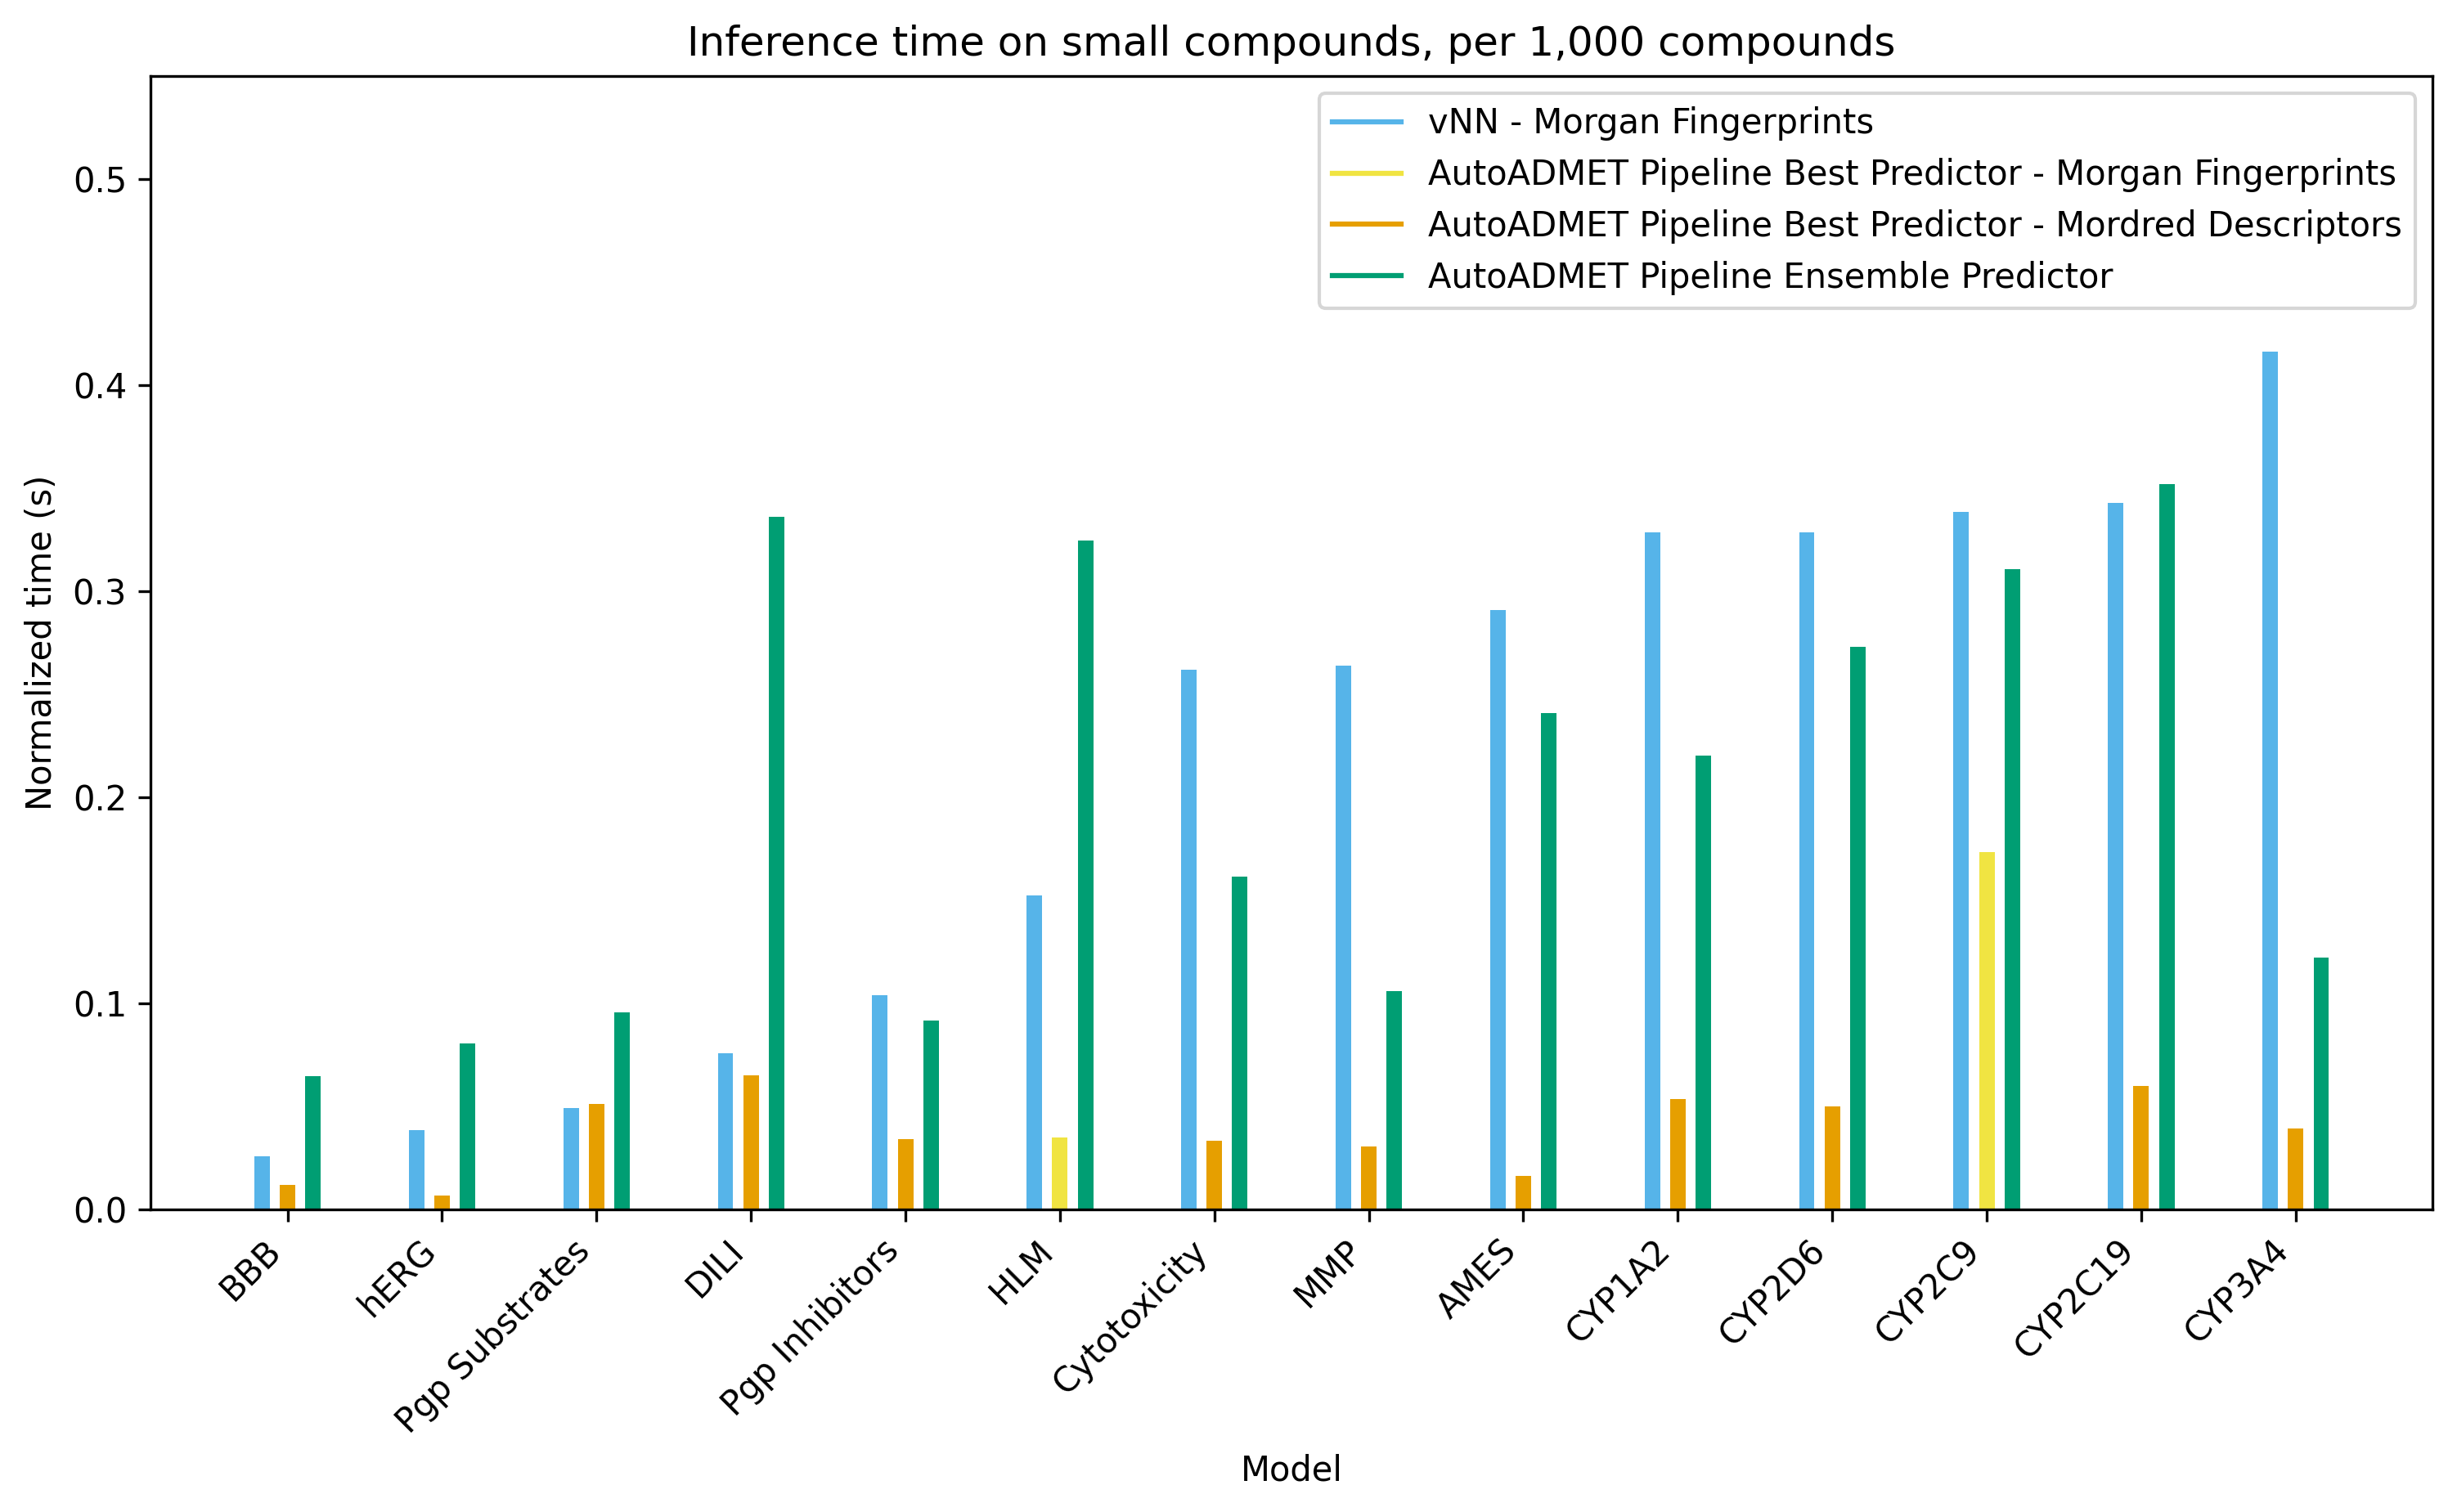 Inference time on small compounds, per 1,000 compounds
vNN - Morgan Fingerprints
AutoADMET Pipeline Best Predictor - Morgan Fingerprints
AutoADMET Pipeline Best Predictor - Mordred Descriptors
AutoADMET Pipeline Ensemble Predictor
Normalized time (s)
0.5
0.4
0.3
0.2
0.1
0.0
BBB
hERG
Pgp Substrates
DILI
Pgp Inhibitors
HLM
Cytotoxicity
MMP
AMES
CYP1A2
CYP2D6
CYP2C9
CYP2C19
CYP3A4
Model